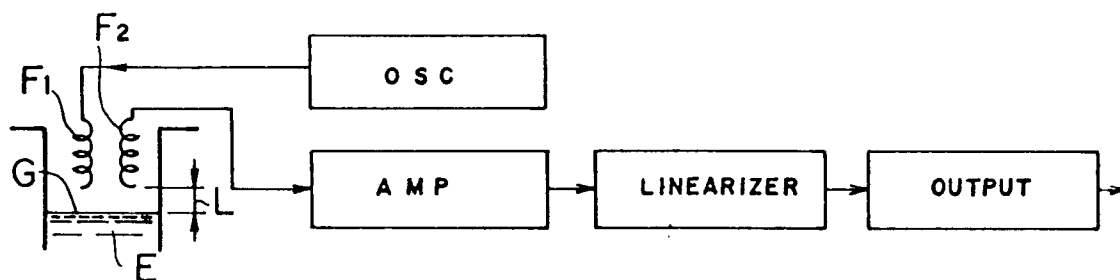 F2
F1
OSC
G
AMP
LINEARIZER
OUTPUT
L
E